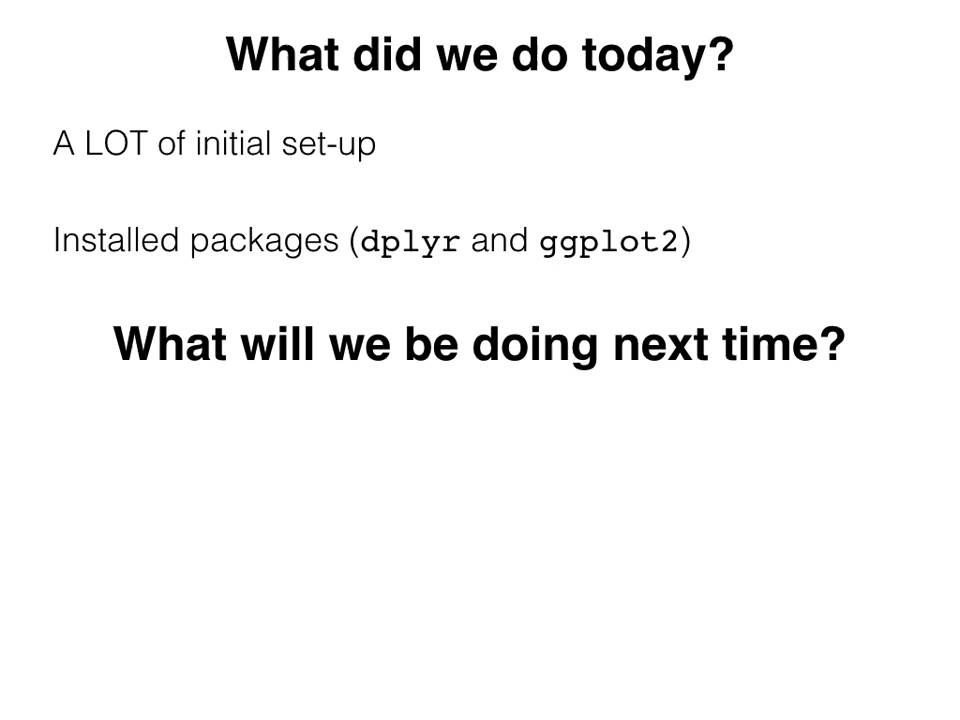 What did we do today?
A LOT of initial set-up
Installed packages (dplyr and ggplot2)
What will we be doing next time?